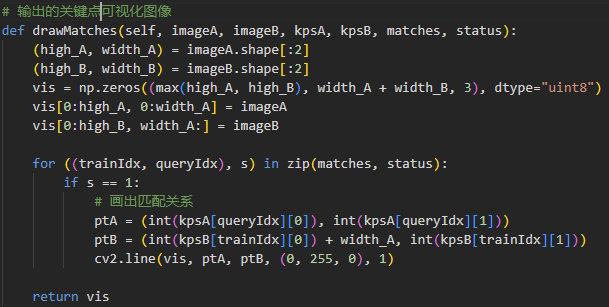 # 输出的关键点可视化图像
def drawMatches(self, imageA, imageB, kpsA, kpsB, matches, status):
    (high_A, width_A) = imageA.shape[:2]
    (high_B, width_B) = imageB.shape[:2]
    vis = np.zeros((max(high_A, high_B), width_A + width_B, 3), dtype="uint8")
    vis[0:high_A, 0:width_A] = imageA
    vis[0:high_B, width_A:] = imageB

    for ((trainIdx, queryIdx), s) in zip(matches, status):
        if s == 1:
            # 画出匹配关系
            ptA = (int(kpsA[queryIdx][0]), int(kpsA[queryIdx][1]))
            ptB = (int(kpsB[trainIdx][0]) + width_A, int(kpsB[trainIdx][1]))
            cv2.line(vis, ptA, ptB, (0, 255, 0), 1)

    return vis